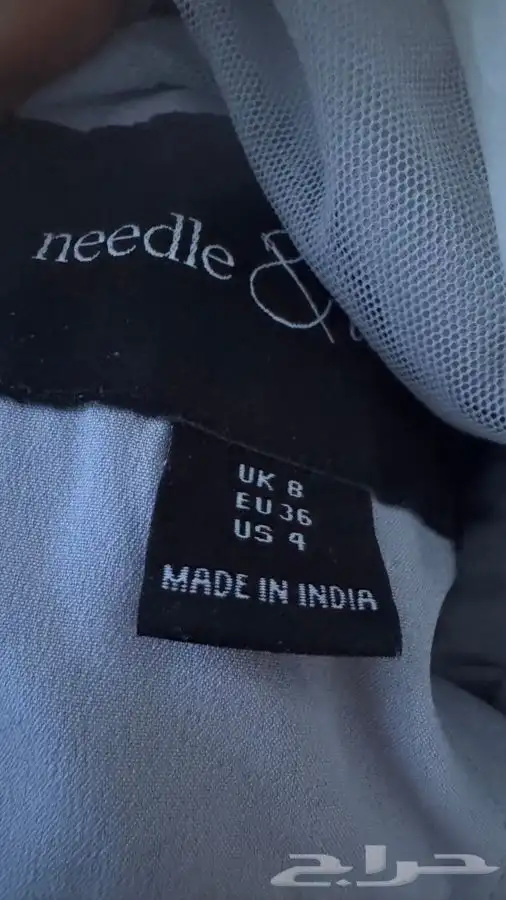 needle &
UK 8
EU 36
US 4
MADE IN INDIA
حراج